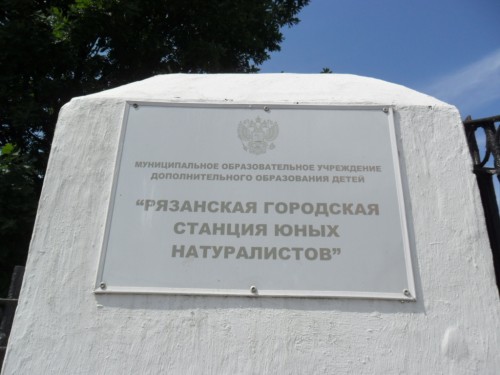 МУНИЦИПАЛЬНОЕ ОБРАЗОВАТЕЛЬНОЕ УЧРЕЖДЕНИЕ
ДОПОЛНИТЕЛЬНОГО ОБРАЗОВАНИЯ ДЕТЕЙ
“РЯЗАНСКАЯ ГОРОДСКАЯ
СТАНЦИЯ ЮНЫХ
НАТУРАЛИСТОВ”